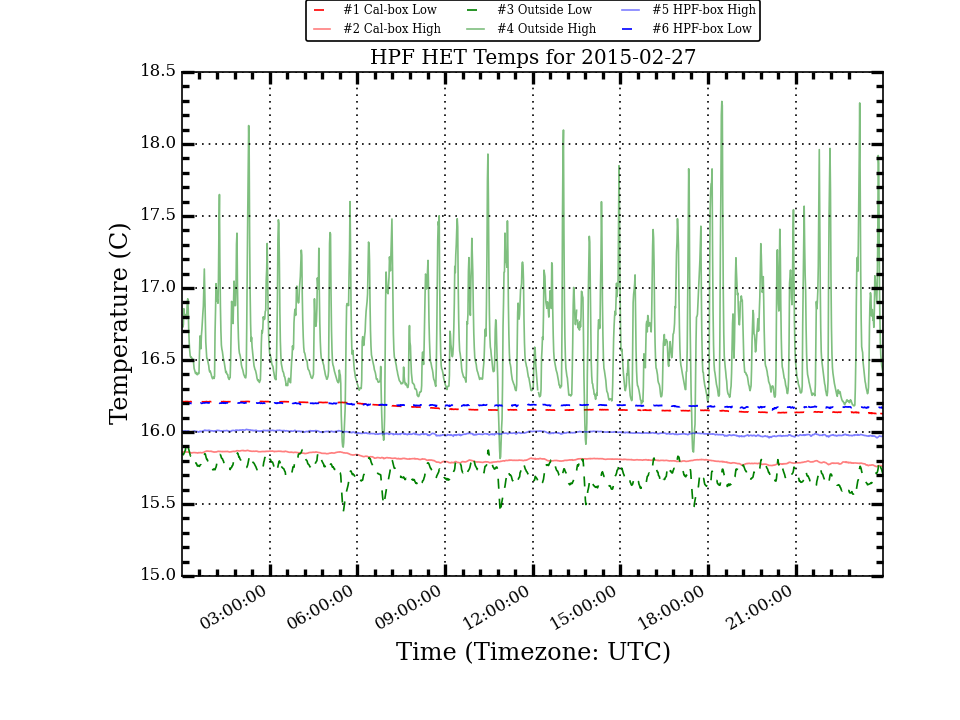 #1 Cal-box Low #3 Outside Low #5 HPF-box High
#2 Cal-box High #4 Outside High #6 HPF-box Low
HPF HET Temps for 2015-02-27
18.5
18.0
17.5
17.0
16.5
16.0
15.5
15.0
Temperature (C)
03:00:00 06:00:00 09:00:00 12:00:00 15:00:00 18:00:00 21:00:00
Time (Timezone: UTC)